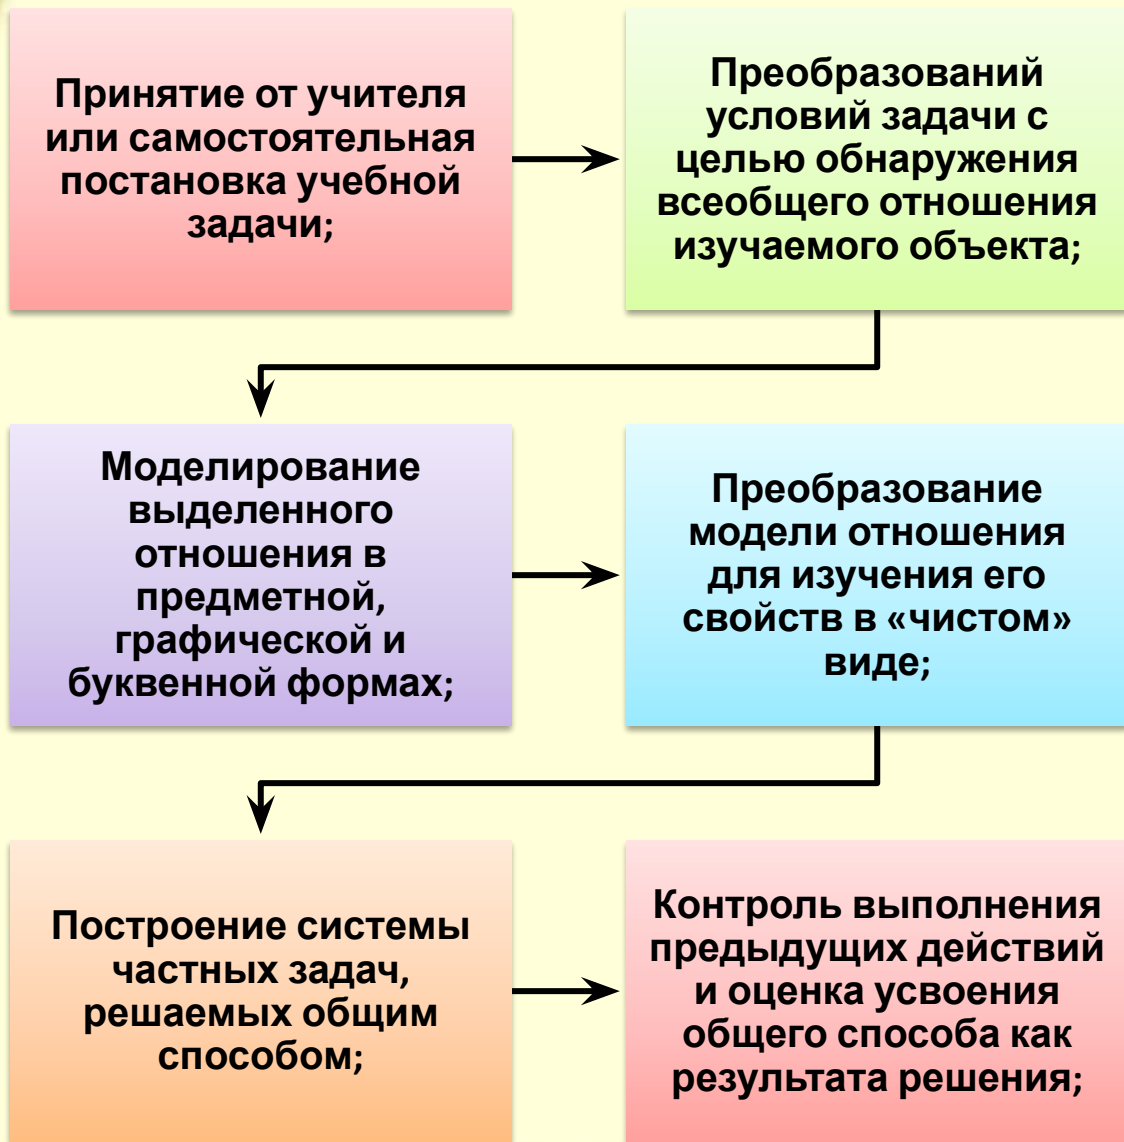 Принятие от учителя
или самостоятельная
постановка учебной
задачи;
Преобразований
условий задачи с
целью обнаружения
всеобщего отношения
изучаемого объекта;
Моделирование
выделенного
отношения в
предметной,
графической и
буквенной формах;
Преобразование
модели отношения
для изучения его
свойств в «чистом»
виде;
Построение системы
частных задач,
решаемых общим
способом;
Контроль выполнения
предыдущих действий
и оценка усвоения
общего способа как
результата решения;